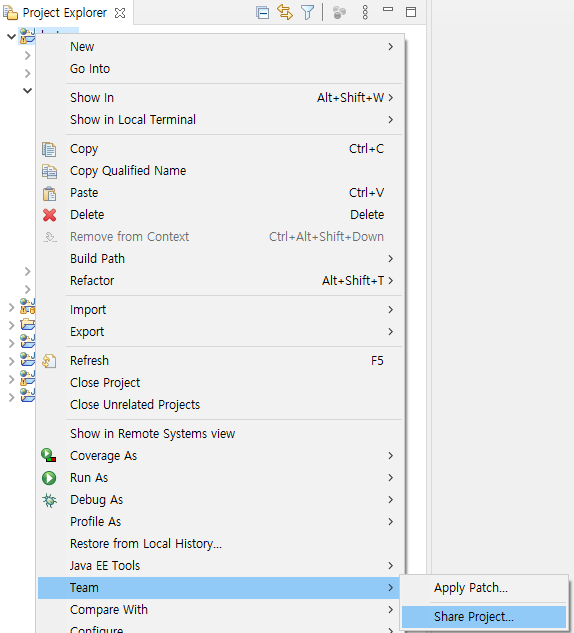 Project Explorer
New
Go Into
Show In Alt+Shift+W
Show in Local Terminal
Copy Ctrl+C
Copy Qualified Name
Paste Ctrl+V
Delete Delete
Remove from Context Ctrl+Alt+Shift+Down
Build Path
Refactor Alt+Shift+T
Import
Export
Refresh F5
Close Project
Close Unrelated Projects
Show in Remote Systems view
Coverage As
Run As
Debug As
Profile As
Restore from Local History...
Java EE Tools
Team
Apply Patch...
Compare With
Share Project...
Configure